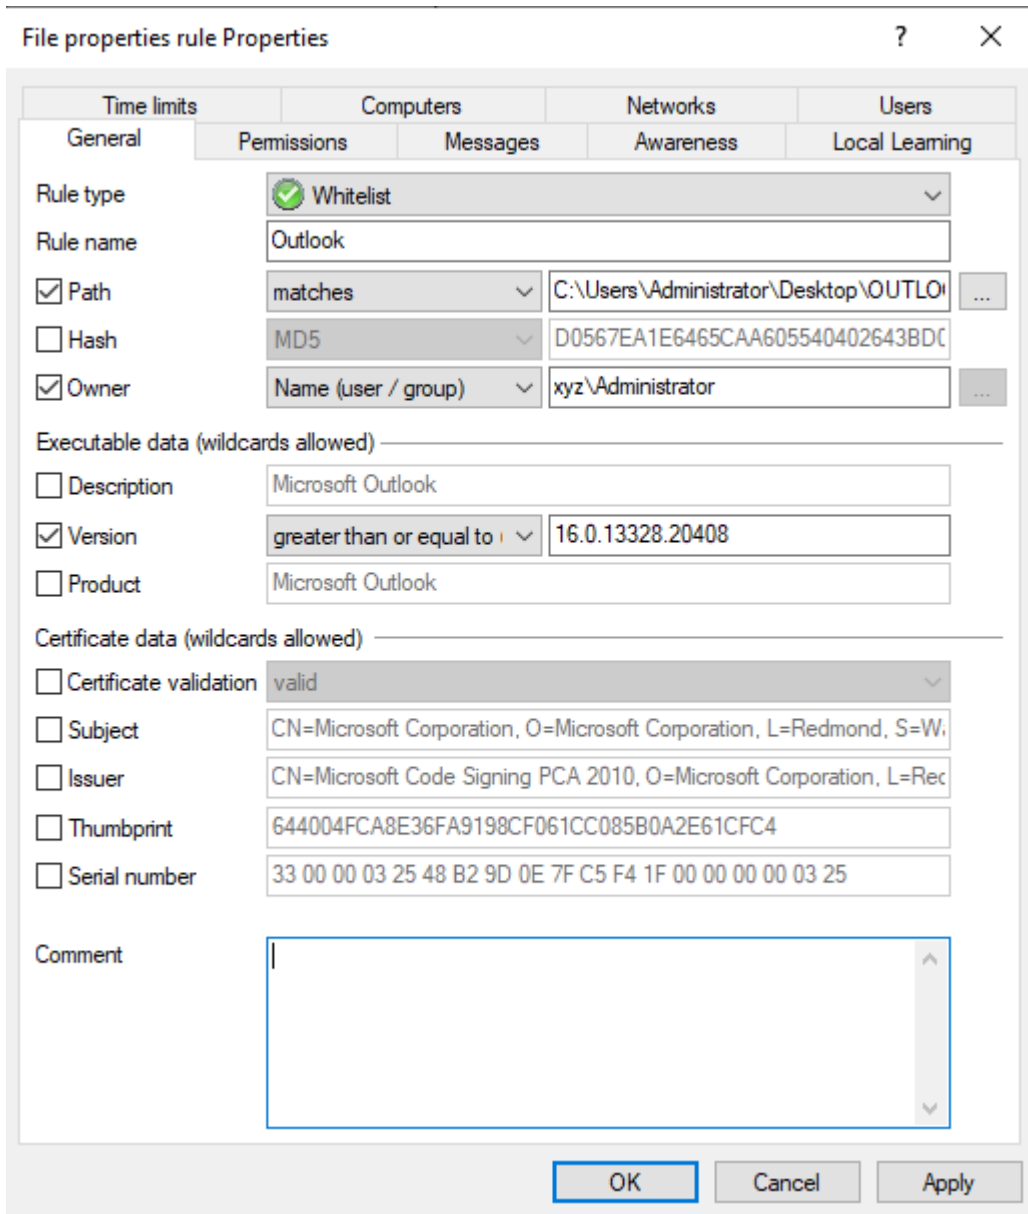 File properties rule Properties ? ×
Time limits Computers Networks Users
General Permissions Messages Awareness Local Learning
Rule type Whitelist
Rule name Outlook
Path matches C:\Users\Administrator\Desktop\OUTLO ...
Hash MD5 D0567EA1E6465CAA605540402643BD
Owner Name (user / group) xyz\Administrator ...
Executable data (wildcards allowed)
Description Microsoft Outlook
Version greater than or equal to 16.0.13328.20408
Product Microsoft Outlook
Certificate data (wildcards allowed)
Certificate validation valid
Subject CN=Microsoft Corporation, O=Microsoft Corporation, L=Redmond, S=W
Issuer CN=Microsoft Code Signing PCA 2010, O=Microsoft Corporation, L=Rec
Thumbprint 644004FCA8E36FA9198CF061CC085B0A2E61CFC4
Serial number 33 00 00 03 25 48 B2 9D 0E 7F C5 F4 1F 00 00 00 00 03 25
Comment
OK Cancel Apply